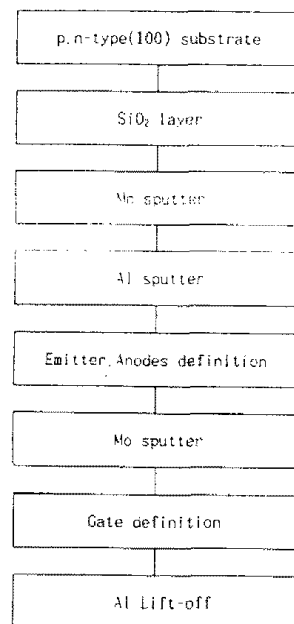 p.n-type(100) substrate
SiO₂ layer
Mo sputter
Al sputter
Emitter.Anodes definition
Mo sputter
Gate definition
Al Lift-off